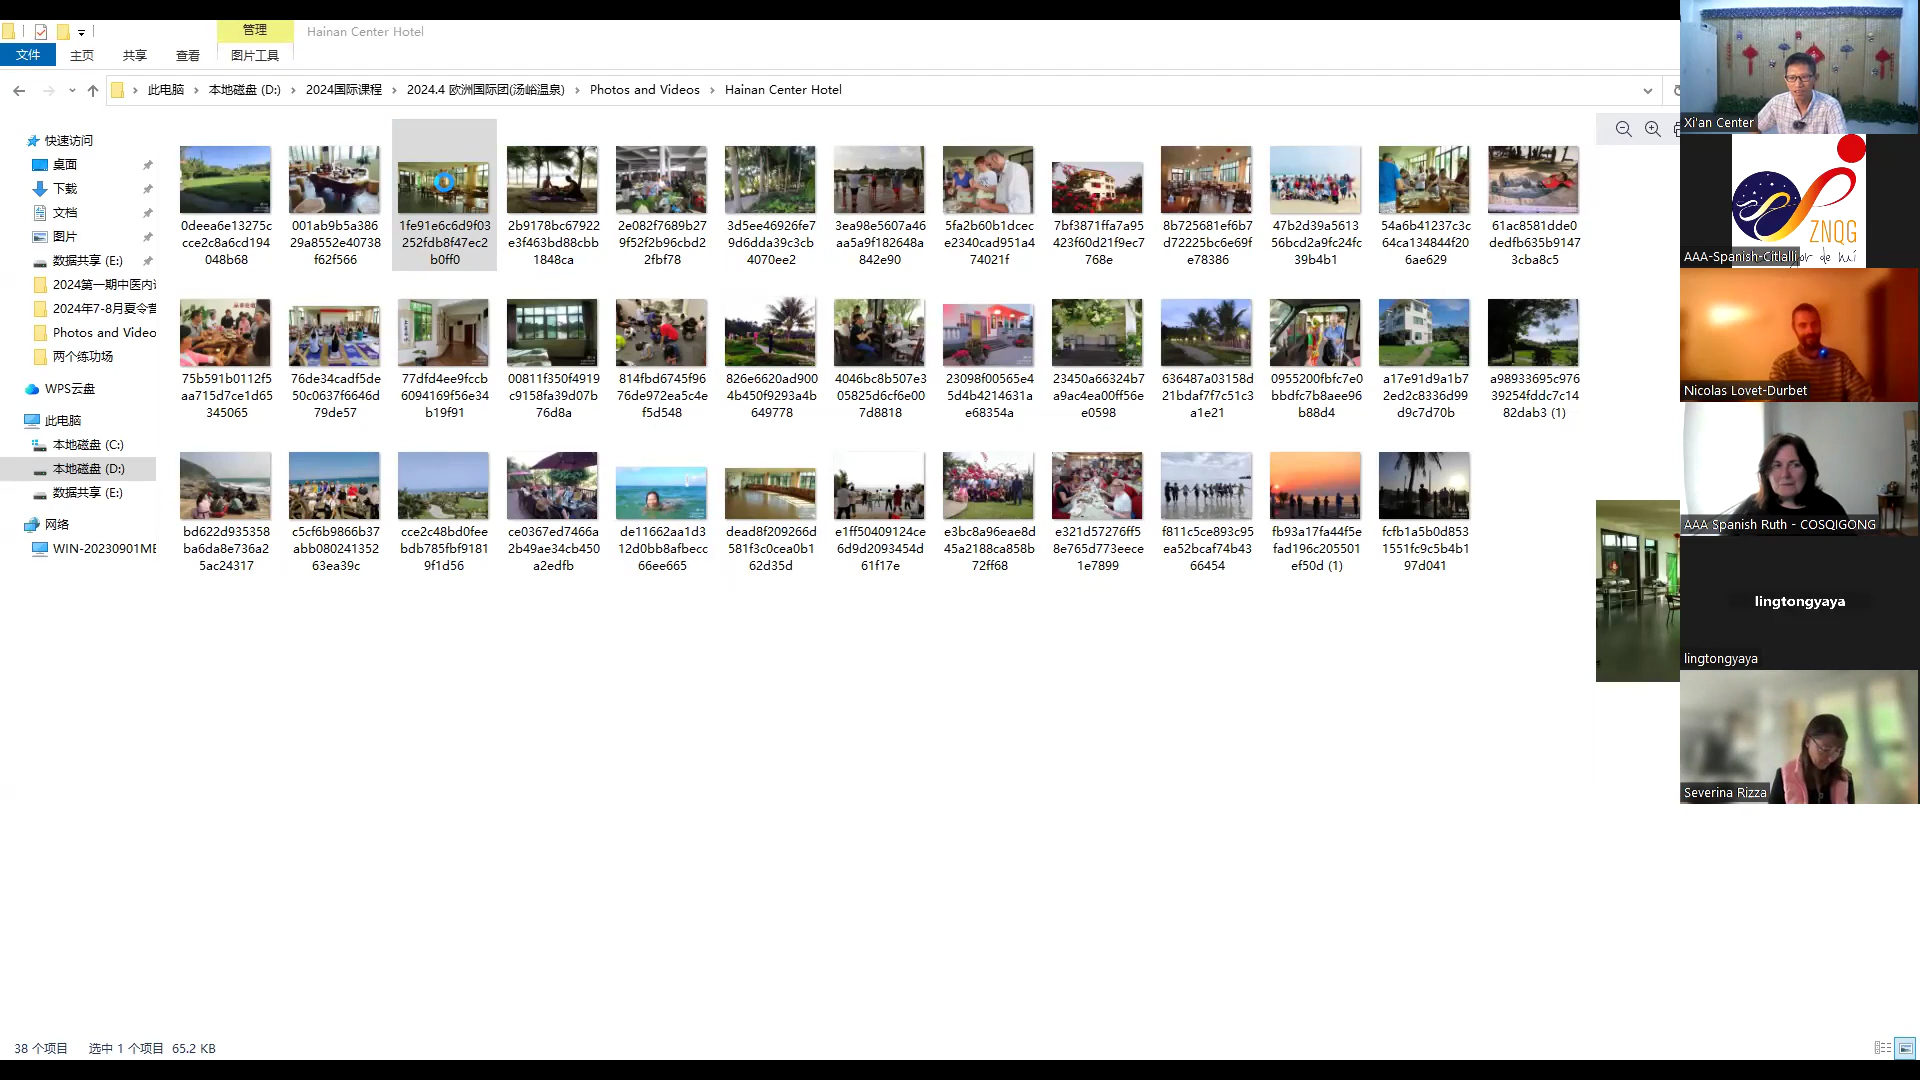 管理
Hainan Center Hotel
文件
主页
共享
查看
图片工具
此电脑 › 本地磁盘 (D:) › 2024国际课程 › 2024.4 欧洲国际团(汤峪温泉) › Photos and Videos › Hainan Center Hotel
快速访问
桌面
下载
文档
图片
数据共享 (E:)
2024第一期中医内
2024年7-8月夏令营
Photos and Video
两个练功场
WPS云盘
此电脑
本地磁盘 (C:)
本地磁盘 (D:)
数据共享 (E:)
网络
WIN-20230901ME
0deea6e13275c
cce2c8a6cd194
048b68
001ab9b5a386
29a8552e40738
f62f566
1fe91e6c6d9f03
252fdb8f47ec2
b0ff0
2b9178bc67922
e3f463bd88cbb
1848ca
2e082f7689b27
9f52f2b96cbd2
2fbf78
3d5ee46926fe7
9d6dda39c3cb
4070ee2
3ea98e5607a46
aa5a9f182648a
842e90
5fa2b60b1dcec
e2340cad951a4
74021f
7bf3871ffa7a95
423f60d21f9ec7
768e
8b725681ef6b7
d72225bc6e69f
e78386
47b2d39a5613
56bcd2a9fc24fc
39b4b1
54a6b41237c3c
64ca134844f20
6ae629
61ac8581dde0
dedfb635b9147
3cba8c5
75b591b0112f5
aa715d7ce1d65
345065
76de34cadf5de
50c0637f6646d
79de57
77dfd4ee9fccb
6094169f56e34
b19f91
00811f350f4919
c9158fa39d07b
76d8a
814fbd6745f96
76de972ea5c4e
f5d548
826e6620ad900
4b450f9293a4b
649778
4046bc8b507e3
05825d6cf6e00
7d8818
23098f00565e4
5d4b4214631a
e68354a
23450a66324b7
a9ac4ea00ff56e
e0598
636487a03158d
21bdaf7f7c51c3
a1e21
0955200fbfc7e0
bbdfc7b8aee96
b88d4
a17e91d9a1b7
2ed2c8336d99
d9c7d70b
a98933695c976
39254fddc7c14
82dab3 (1)
bd622d935358
ba6da8e736a2
5ac24317
c5cf6b9866b37
abb080241352
63ea39c
cce2c48bd0fee
bdb785fbf9181
9f1d56
ce0367ed7466a
2b49ae34cb450
a2edfb
de11662aa1d3
12d0bb8afbecc
66ee665
dead8f209266d
581f3c0cea0b1
62d35d
e1ff50409124ce
6d9d2093454d
61f17e
e3bc8a96eae8d
45a2188ca858b
72ff68
e321d57276ff5
8e765d773eece
1e7899
f811c5ce893c95
ea52bcaf74b43
66454
fb93a17fa44f5e
fad196c205501
ef50d (1)
fcfb1a5b0d853
1551fc9c5b4b1
97d041
38 个项目
选中 1 个项目 65.2 KB
Xi'an Center
ZNQG
AAA-Spanish-Citlalli
Nicolas Lovet-Durbet
AAA Spanish Ruth - COSQIGONG
lingtongyaya
lingtongyaya
Severina Rizza